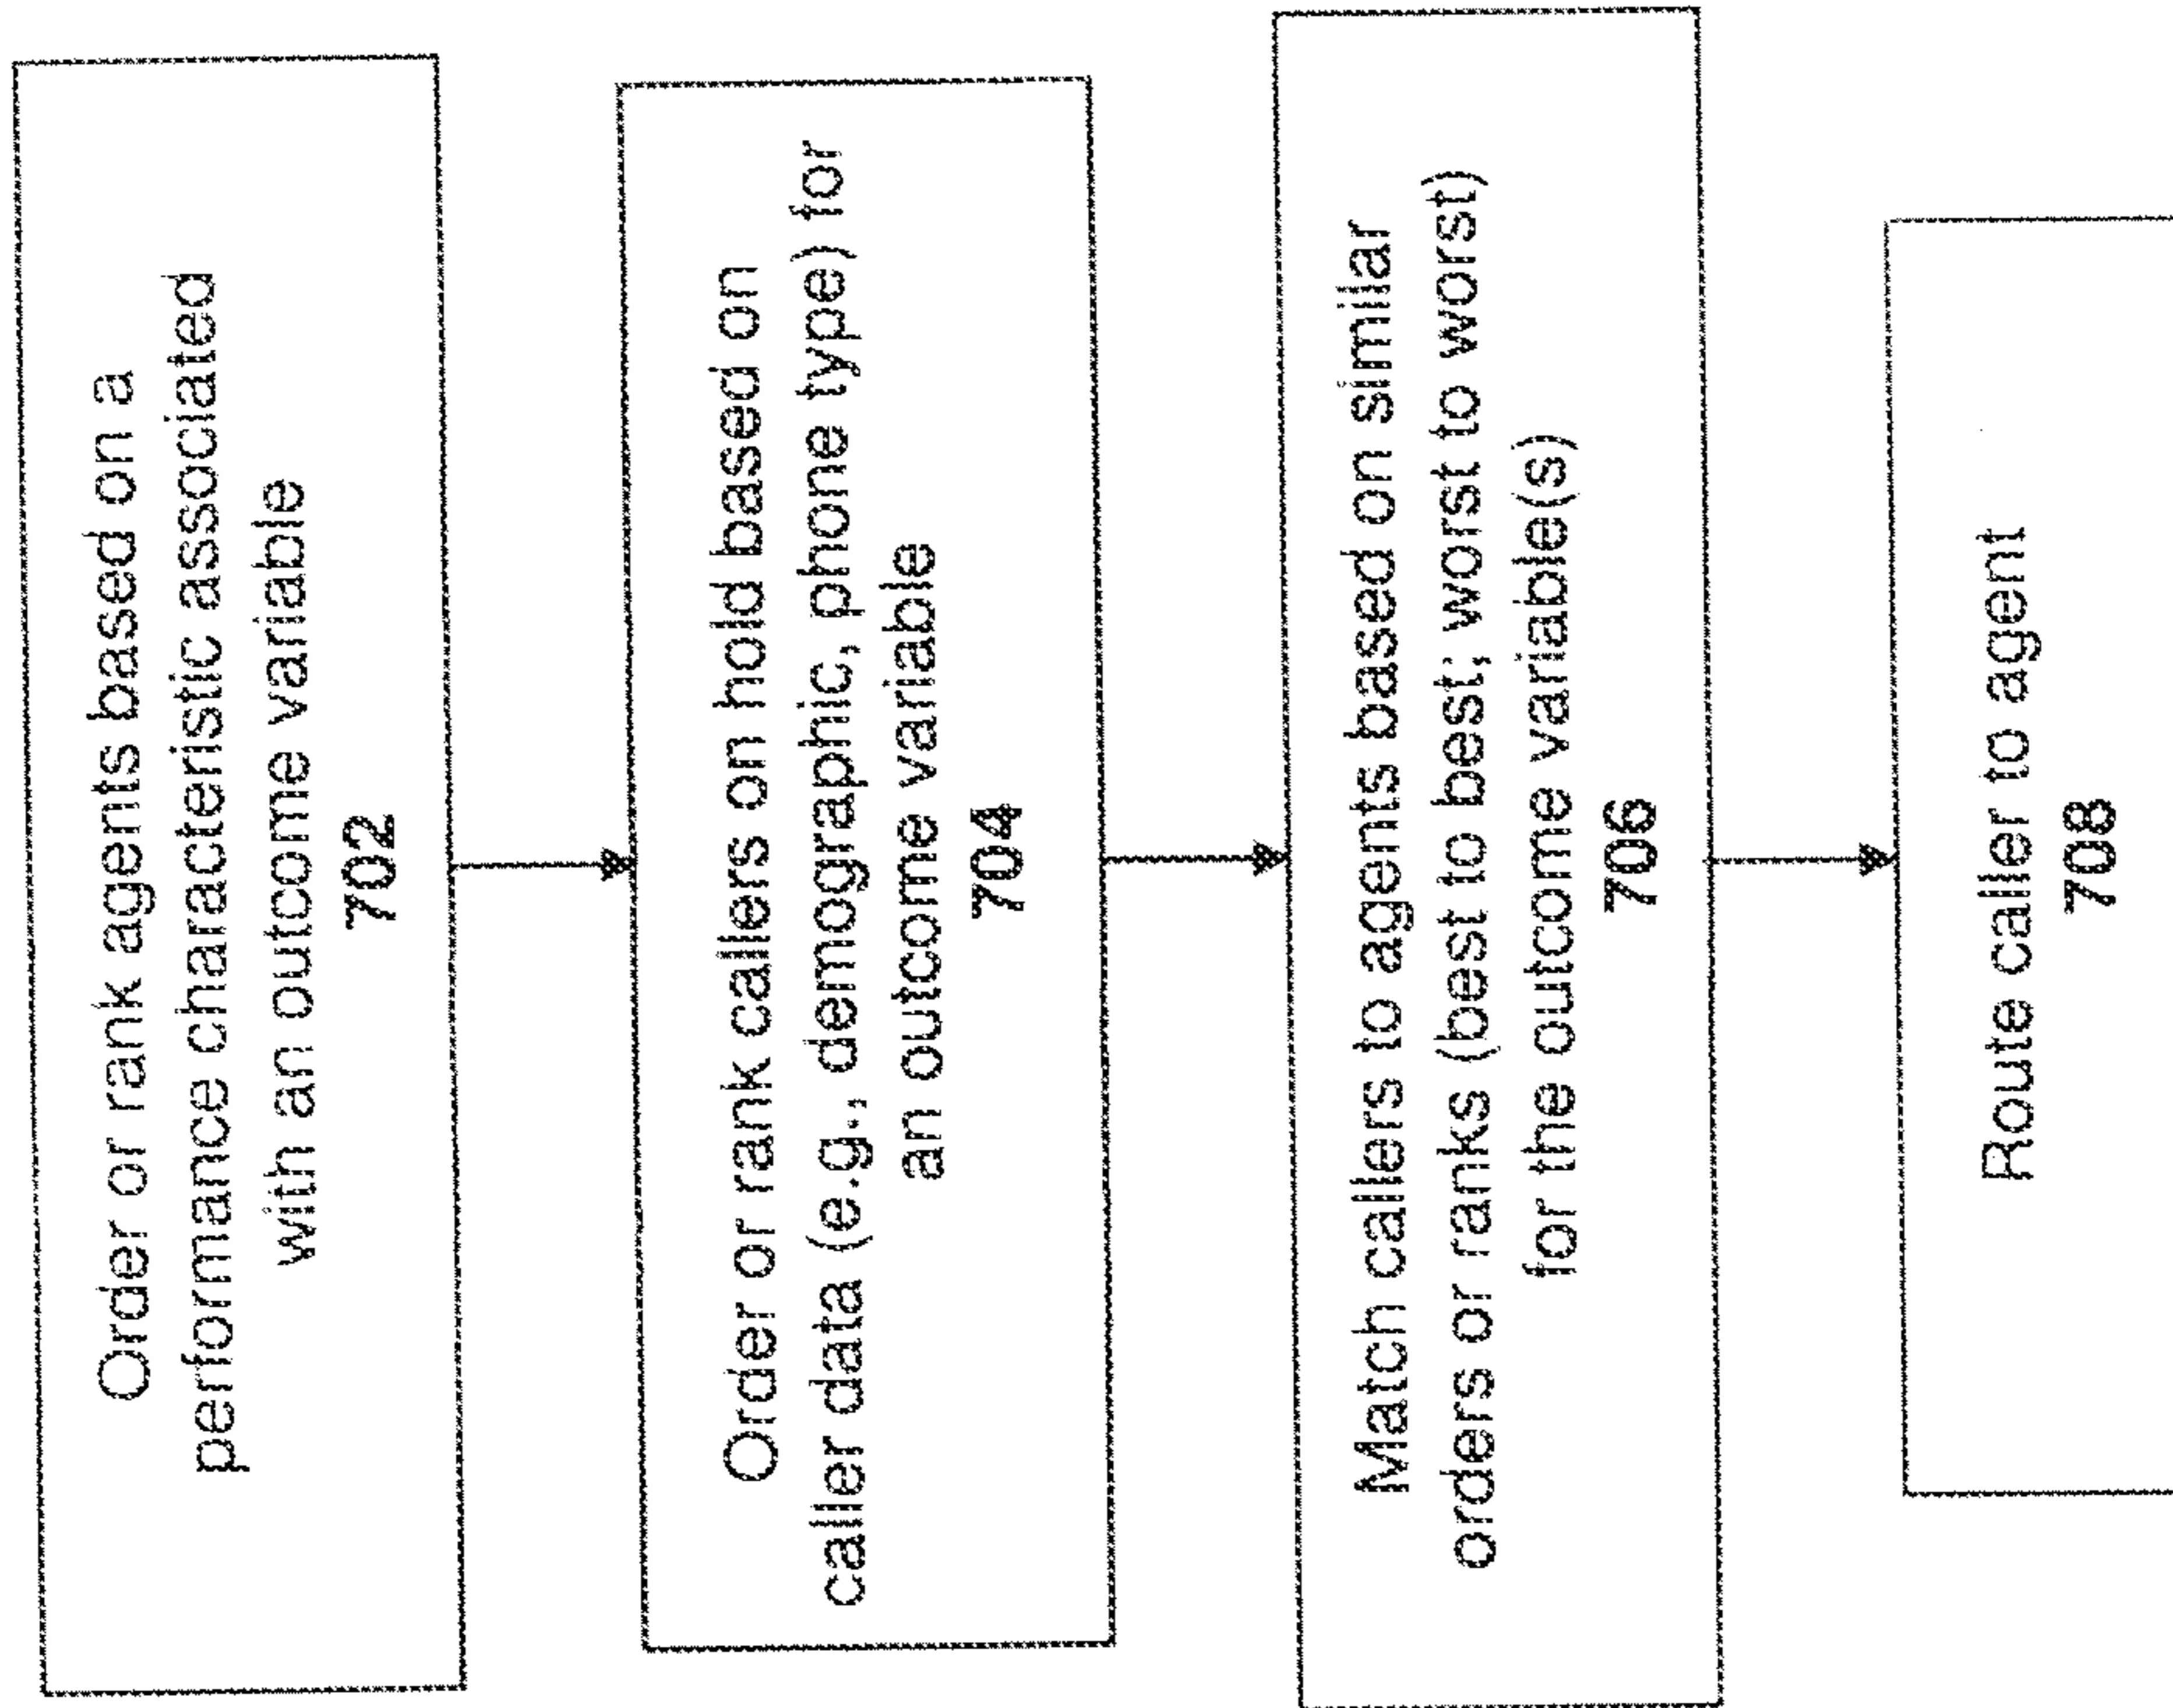 Order or rank agents based on a
performance characteristic associated
with an outcome variable
702
Order or rank callers on hold based on
caller data (e.g., demographic, phone type) for
an outcome variable
704
Match callers to agents based on similar
orders or ranks (best to best; worst to worst)
for the outcome variable(s)
706
Route caller to agent
708